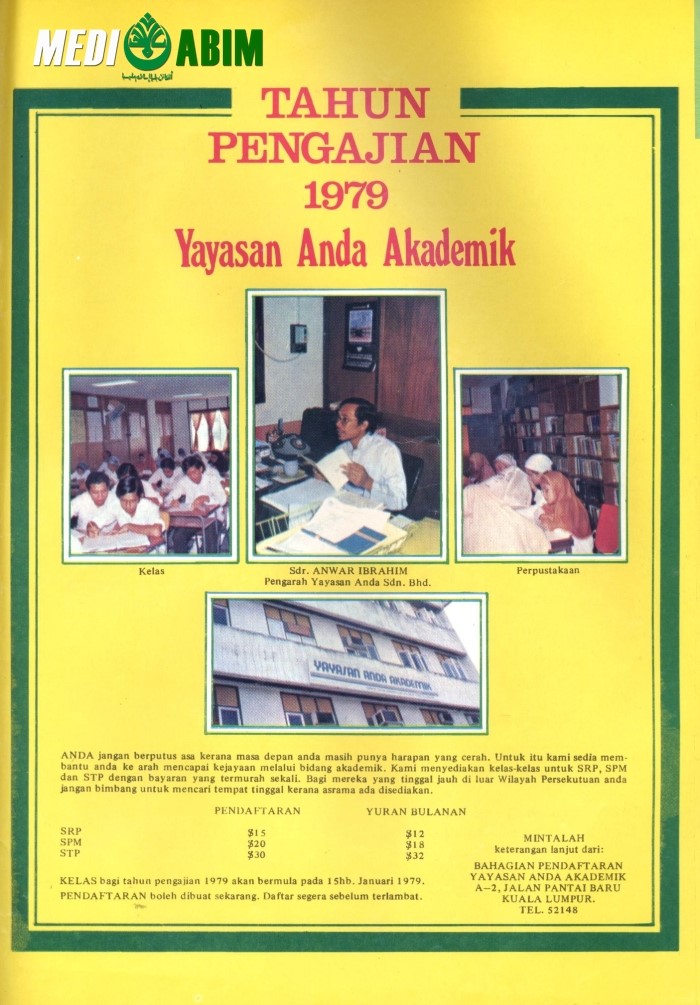 MEDIA ABIM
TAHUN
PENGAJIAN
1979
Yayasan Anda Akademik
Kelas
Sdr. ANWAR IBRAHIM
Pengarah Yayasan Anda Sdn. Bhd.
Perpustakaan
YAYASAN ANDA AKADEMIK
ANDA jangan berputus asa kerana masa depan anda masih punya harapan yang cerah. Untuk itu kami sedia mem-
bantu anda ke arah mencapai kejayaan melalui bidang akademik. Kami menyediakan kelas-kelas untuk SRP, SPM
dan STP dengan bayaran yang termurah sekali. Bagi mereka yang tinggal jauh di luar Wilayah Persekutuan anda
jangan bimbang untuk mencari tempat tinggal kerana asrama ada disediakan.
PENDAFTARAN YURAN BULANAN
SRP $15 $12
SPM $20 $18
STP $30 $32
KELAS bagi tahun pengajian 1979 akan bermula pada 15hb. Januari 1979.
PENDAFTARAN boleh dibuat sekarang. Daftar segera sebelum terlambat.
MINTALAH
keterangan lanjut dari:
BAHAGIAN PENDAFTARAN
YAYASAN ANDA AKADEMIK
A—2, JALAN PANTAI BARU
KUALA LUMPUR.
TEL. 52148